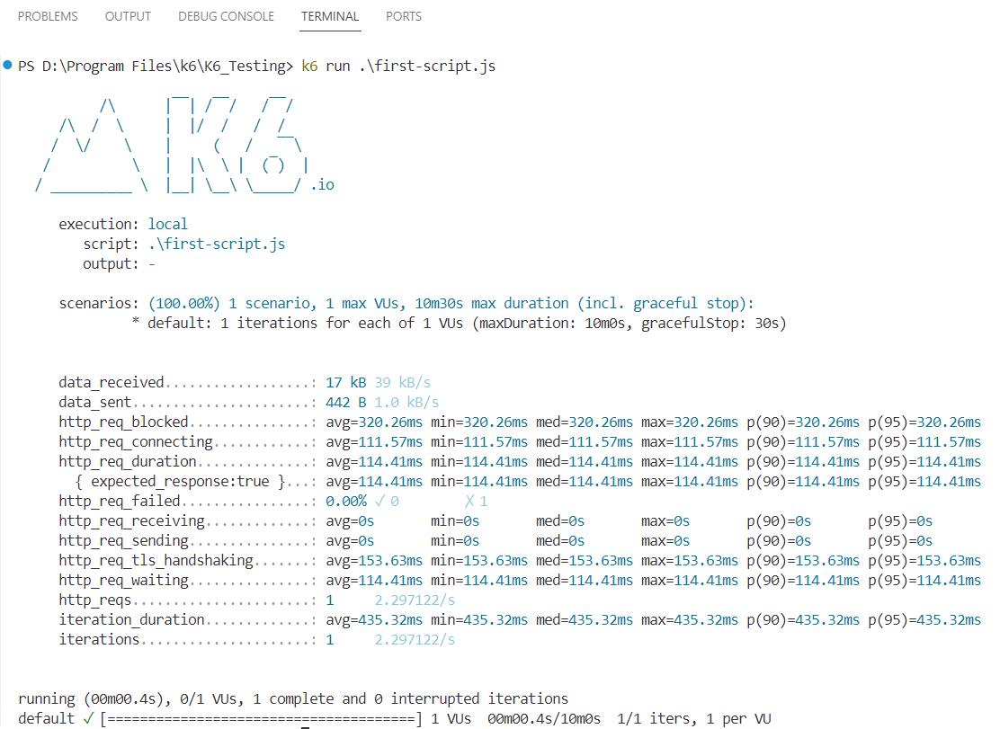 PROBLEMS OUTPUT DEBUG CONSOLE TERMINAL PORTS
PS D:\Program Files\k6\K6_Testing> k6 run .\first-script.js
.io
execution: local
script: .\first-script.js
output: -
scenarios: (100.00%) 1 scenario, 1 max VUs, 10m30s max duration (incl. graceful stop):
* default: 1 iterations for each of 1 VUs (maxDuration: 10m0s, gracefulStop: 30s)
data_received..................: 17 kB 39 kB/s
data_sent......................: 442 B 1.0 kB/s
http_req_blocked...............: avg=320.26ms min=320.26ms med=320.26ms max=320.26ms p(90)=320.26ms p(95)=320.26ms
http_req_connecting............: avg=111.57ms min=111.57ms med=111.57ms max=111.57ms p(90)=111.57ms p(95)=111.57ms
http_req_duration..............: avg=114.41ms min=114.41ms med=114.41ms max=114.41ms p(90)=114.41ms p(95)=114.41ms
{ expected_response:true }...: avg=114.41ms min=114.41ms med=114.41ms max=114.41ms p(90)=114.41ms p(95)=114.41ms
http_req_failed................: 0.00% ✓ 0 ✗ 1
http_req_receiving.............: avg=0s min=0s med=0s max=0s p(90)=0s p(95)=0s
http_req_sending...............: avg=0s min=0s med=0s max=0s p(90)=0s p(95)=0s
http_req_tls_handshaking.......: avg=153.63ms min=153.63ms med=153.63ms max=153.63ms p(90)=153.63ms p(95)=153.63ms
http_req_waiting...............: avg=114.41ms min=114.41ms med=114.41ms max=114.41ms p(90)=114.41ms p(95)=114.41ms
http_reqs......................: 1 2.297122/s
iteration_duration.............: avg=435.32ms min=435.32ms med=435.32ms max=435.32ms p(90)=435.32ms p(95)=435.32ms
iterations.....................: 1 2.297122/s
running (00m00.4s), 0/1 VUs, 1 complete and 0 interrupted iterations
default ✓ [======================================] 1 VUs 00m00.4s/10m0s 1/1 iters, 1 per VU